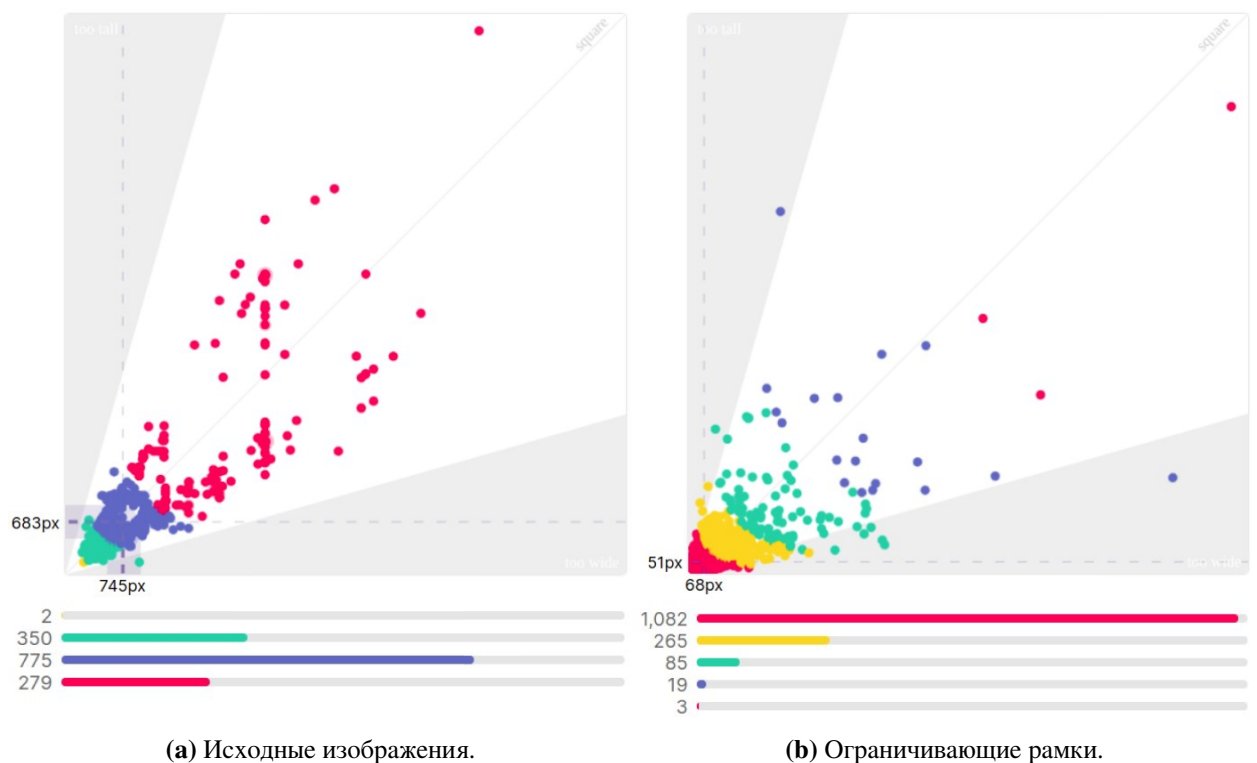 too tall
square
683px
too wide
745px
2
350
775
279
(a) Исходные изображения.
too tall
square
51px
too wide
68px
1,082
265
85
19
3
(b) Ограничивающие рамки.